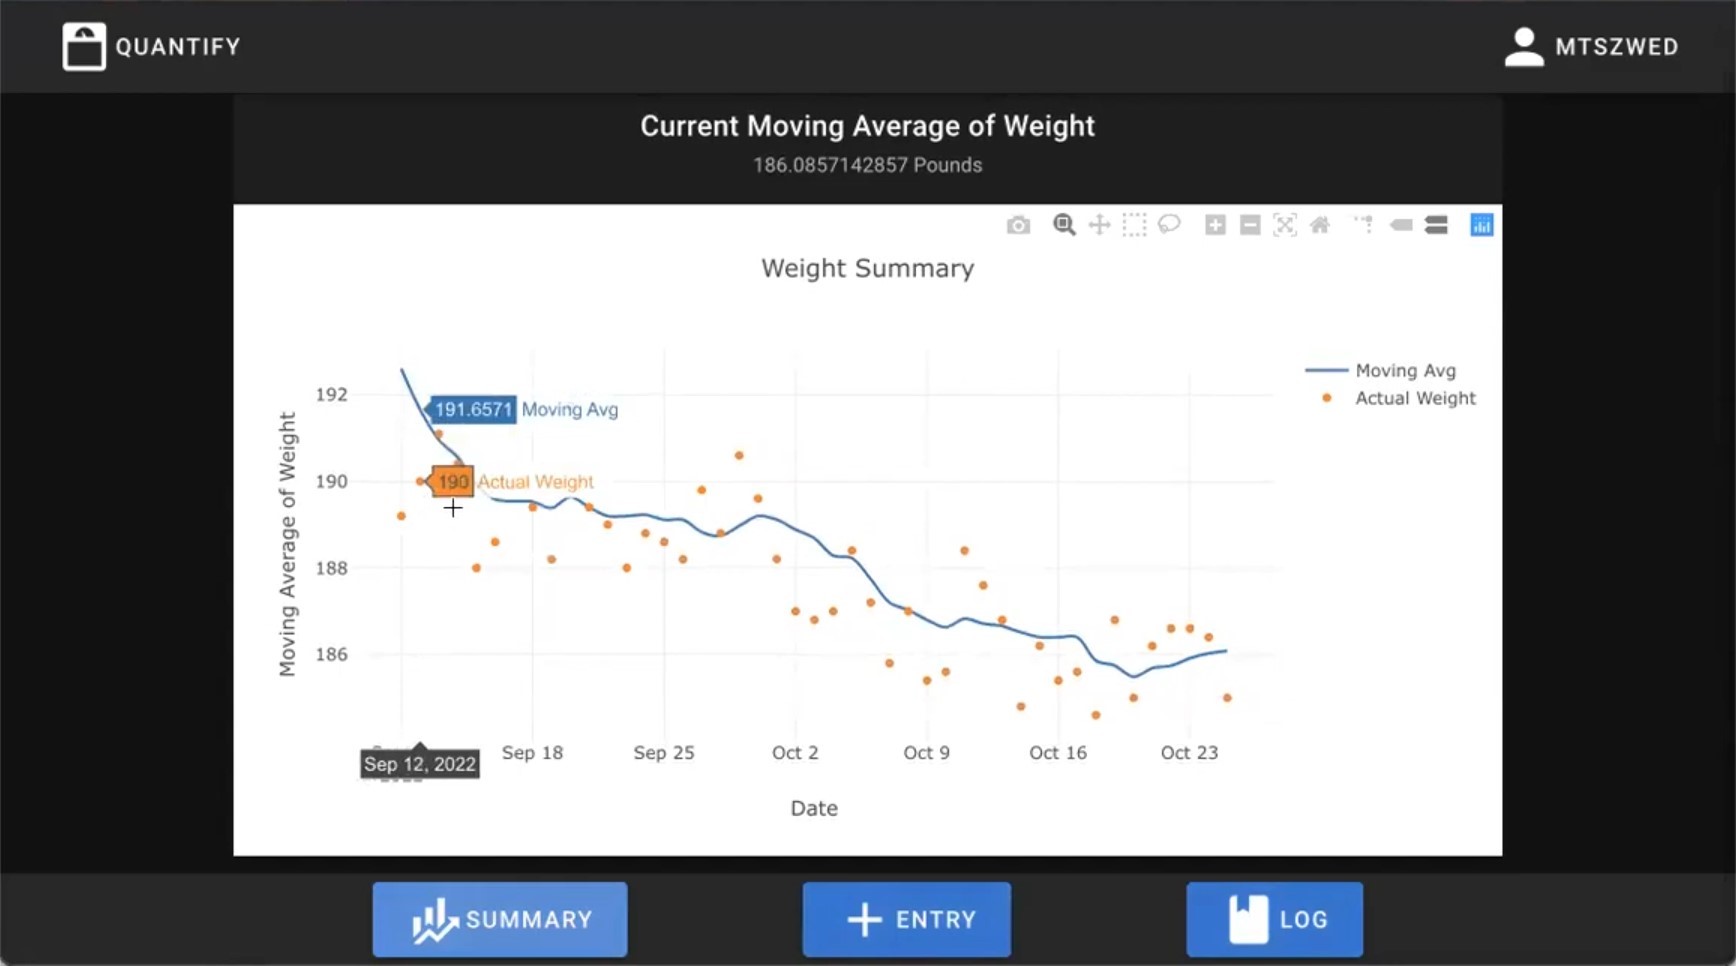 QUANTIFY
MTSZWED
Current Moving Average of Weight
186.0857142857 Pounds
Weight Summary
Moving Avg
Actual Weight
192
190
188
186
Moving Average of Weight
191.6571 Moving Avg
190 Actual Weight
Sep 12, 2022
Sep 18
Sep 25
Oct 2
Oct 9
Oct 16
Oct 23
Date
SUMMARY
ENTRY
LOG